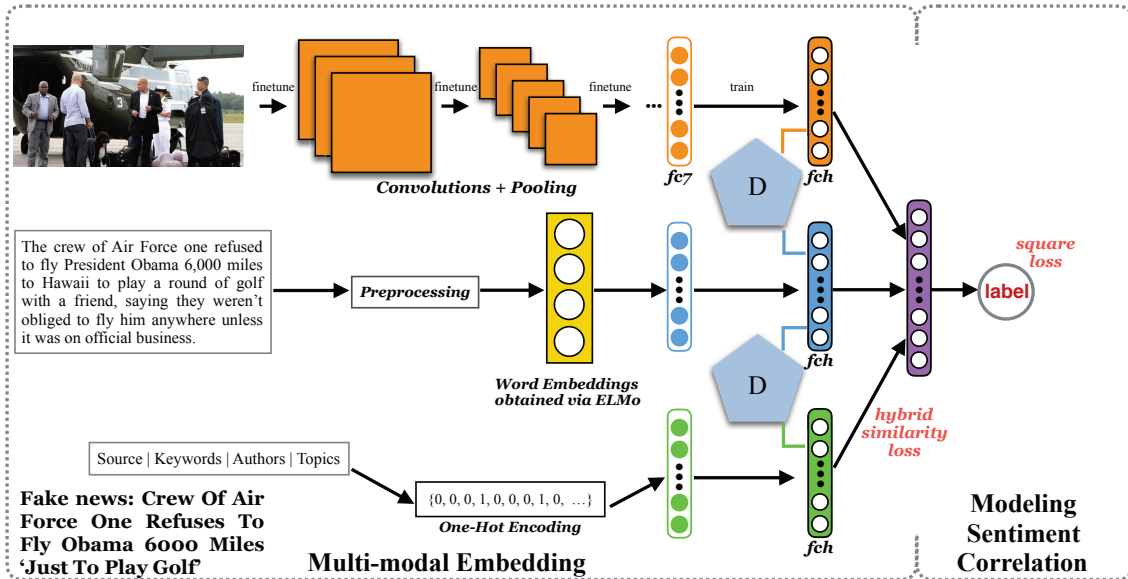 finetune
finetune
finetune
...
train
3
Convolutions + Pooling
fc7
D
fch
The crew of Air Force one refused
to fly President Obama 6,000 miles
to Hawaii to play a round of golf
with a friend, saying they weren't
obliged to fly him anywhere unless
it was on official business.
Preprocessing
Word Embeddings
obtained via ELMo
square
loss
label
D
fch
hybrid
similarity
loss
Source | Keywords | Authors | Topics
{0, 0, 0, 1, 0, 0, 0, 1, 0, ...}
One-Hot Encoding
fch
Fake news: Crew Of Air
Force One Refuses To
Fly Obama 6000 Miles
'Just To Play Golf'
Multi-modal Embedding
Modeling
Sentiment
Correlation